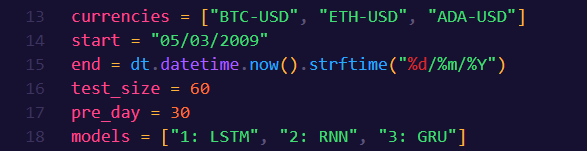 13 currencies = ["BTC-USD", "ETH-USD", "ADA-USD"]
14 start = "05/03/2009"
15 end = dt.datetime.now().strftime("%d/%m/%Y")
16 test_size = 60
17 pre_day = 30
18 models = ["1: LSTM", "2: RNN", "3: GRU"]